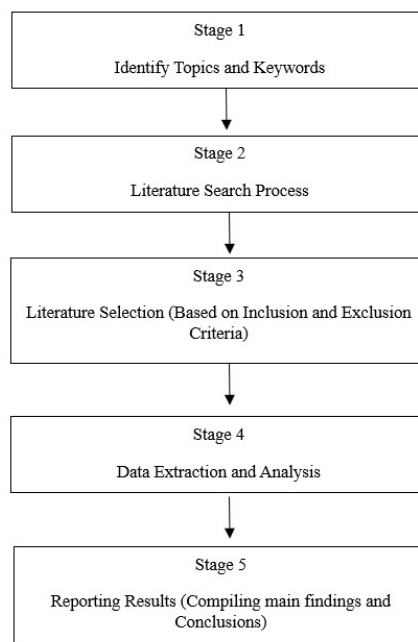 Stage 1
Identify Topics and Keywords
Stage 2
Literature Search Process
Stage 3
Literature Selection (Based on Inclusion and Exclusion
Criteria)
Stage 4
Data Extraction and Analysis
Stage 5
Reporting Results (Compiling main findings and
Conclusions)